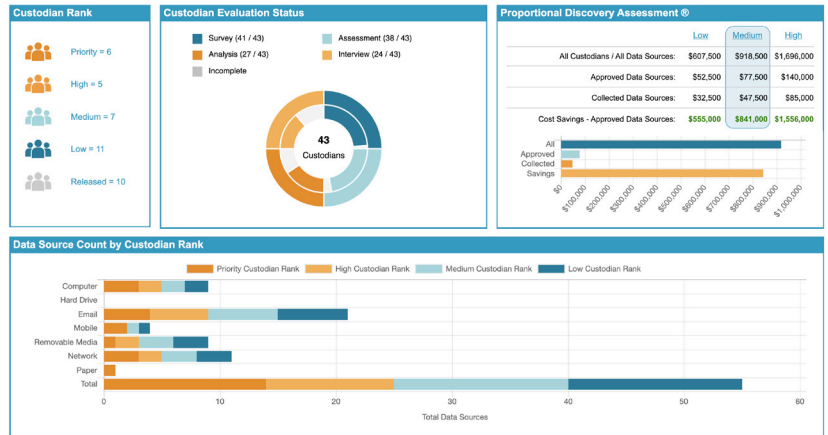 Custodian Rank
Priority = 6
High = 5
Medium = 7
Low = 11
Released = 10
Custodian Evaluation Status
Survey (41 / 43)
Assessment (38 / 43)
Analysis (27 / 43)
Interview (24 / 43)
Incomplete
43
Custodians
Proportional Discovery Assessment ®
Low Medium High
All Custodians / All Data Sources: $607,500 $918,500 $1,696,000
Approved Data Sources: $52,500 $77,500 $140,000
Collected Data Sources: $32,500 $47,500 $85,000
Cost Savings - Approved Data Sources: $555,000 $841,000 $1,556,000
All
Approved
Collected
Savings
$0 $100,000 $200,000 $300,000 $400,000 $500,000 $600,000 $700,000 $800,000 $900,000 $1,000,000
Data Source Count by Custodian Rank
Priority Custodian Rank High Custodian Rank Medium Custodian Rank Low Custodian Rank
Computer
Hard Drive
Email
Mobile
Removable Media
Network
Paper
Total
0 10 20 30 40 50 60
Total Data Sources